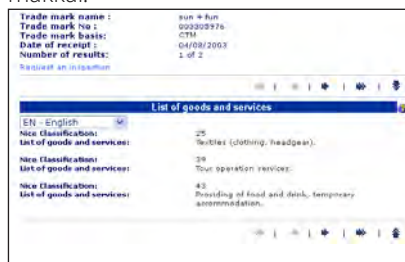 Trade mark name : sun + fun
Trade mark No : 003305976
Trade mark basis: CTM
Date of receipt : 04/08/2003
Number of results: 1 of 2
Request an inspection
List of goods and services
EN - English
Nice Classification: 25
List of goods and services: Textiles (clothing, headgear).
Nice Classification: 39
List of goods and services: Tour operation services.
Nice Classification: 43
List of goods and services: Providing of food and drink, temporary
accommodation.